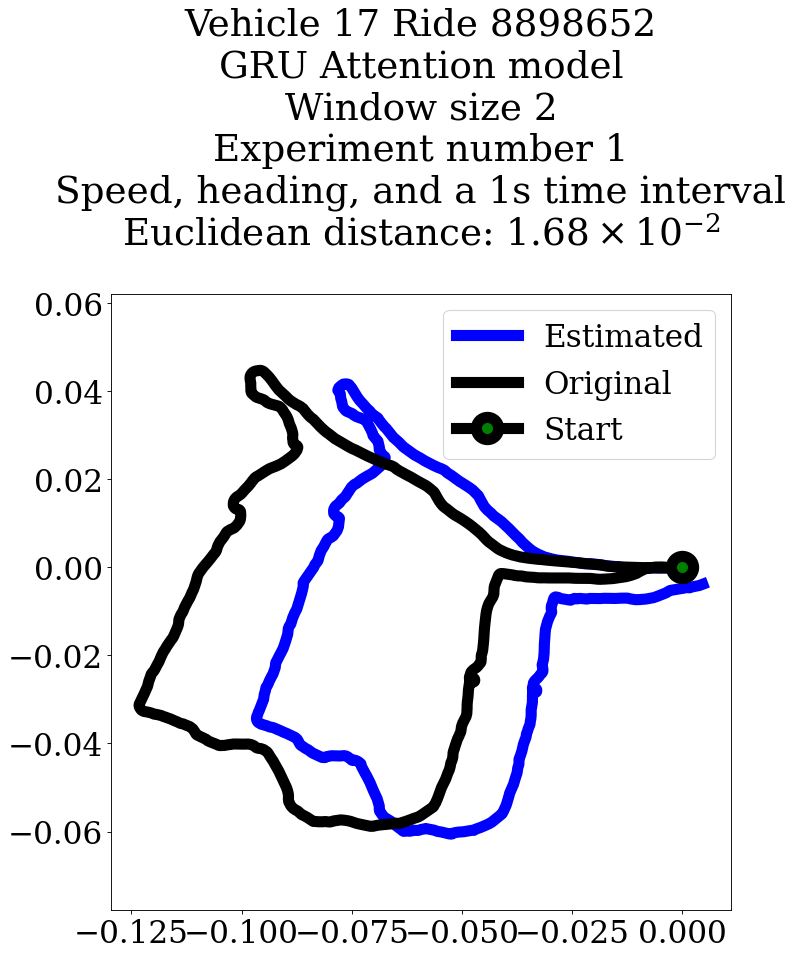 Vehicle 17 Ride 8898652
GRU Attention model
Window size 2
Experiment number 1
Speed, heading, and a 1s time interval
Euclidean distance: 1.68 × 10⁻²
Estimated
Original
Start
0.06
0.04
0.02
0.00
−0.02
−0.04
−0.06
−0.125 −0.100 −0.075 −0.050 −0.025 0.000